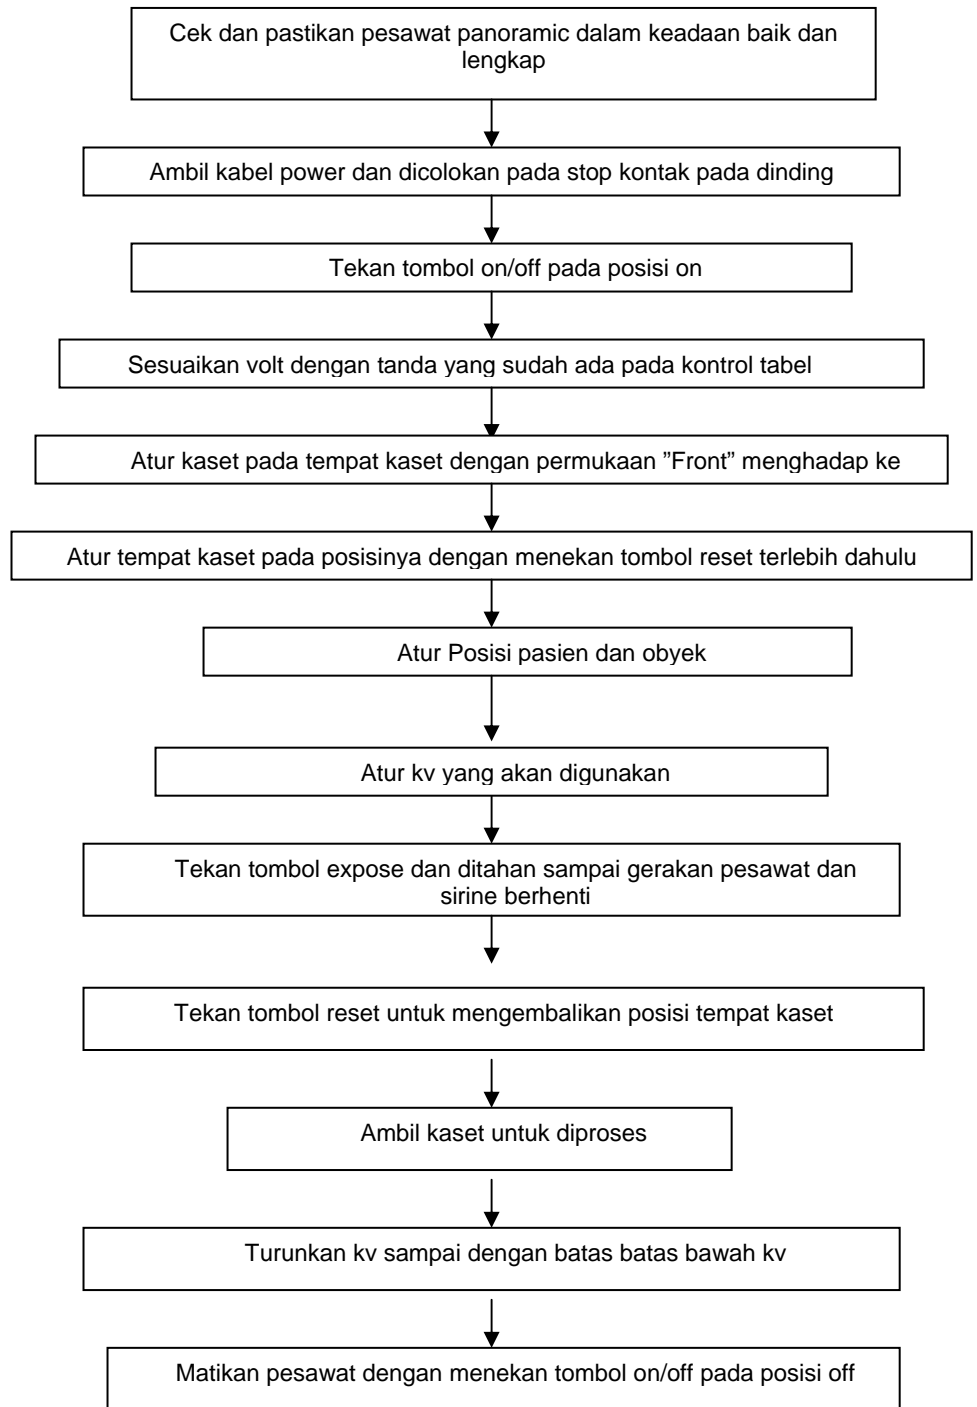 Cek dan pastikan pesawat panoramic dalam keadaan baik dan
lengkap
Ambil kabel power dan dicolokan pada stop kontak pada dinding
Tekan tombol on/off pada posisi on
Sesuaikan volt dengan tanda yang sudah ada pada kontrol tabel
Atur kaset pada tempat kaset dengan permukaan ”Front” menghadap ke
Atur tempat kaset pada posisinya dengan menekan tombol reset terlebih dahulu
Atur Posisi pasien dan obyek
Atur kv yang akan digunakan
Tekan tombol expose dan ditahan sampai gerakan pesawat dan
sirine berhenti
Tekan tombol reset untuk mengembalikan posisi tempat kaset
Ambil kaset untuk diproses
Turunkan kv sampai dengan batas batas bawah kv
Matikan pesawat dengan menekan tombol on/off pada posisi off